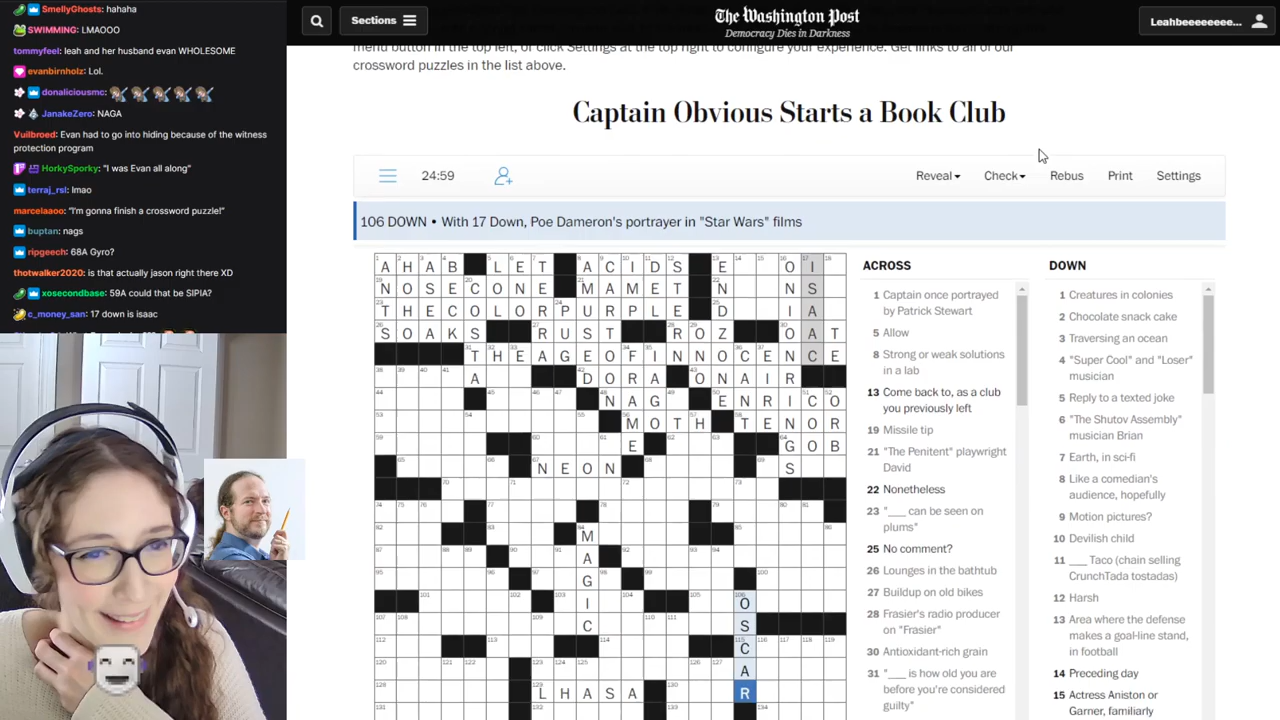 SmellyGhosts: hahaha
SWIMMING: LMAOOO
tommyfeel: leah and her husband evan WHOLESOME
evanbirnholz: Lol.
donaliciousmc:
JanakeZero: NAGA
Vuilbroed: Evan had to go into hiding because of the witness
protection program
HorkySporky: "I was Evan all along"
terraj_rsl: lmao
marcelaaoo: "I'm gonna finish a crossword puzzle!"
buptan: nags
ripgeech: 68A Gyro?
thotwalker2020: is that actually jason right there XD
xosecondbase: 59A could that be SIPIA?
c_money_san: 17 down is isaac
Sections
The Washington Post
Democracy Dies in Darkness
Leahbeeeeeeee...
menu button in the top left, or click Settings at the top right to configure your experience. Get links to all of our
crossword puzzles in the list above.
Captain Obvious Starts a Book Club
24:59
Reveal
Check
Rebus
Print
Settings
106 DOWN • With 17 Down, Poe Dameron's portrayer in "Star Wars" films
A H A B L E T A C I D S E O I
N O S E C O N E M A M E T N N S
T H E C O L O R P U R P L E D I A
S O A K S R U S T R O Z O A T
T H E A G E O F I N N O C E N C E
A D O R A O N A I R
N A G E N R I C O
M O T H T E N O R
E G O B
N E O N S
M
A
G
I O
C S
C
A
L H A S A R
ACROSS
1 Captain once portrayed
by Patrick Stewart
5 Allow
8 Strong or weak solutions
in a lab
13 Come back to, as a club
you previously left
19 Missile tip
21 "The Penitent" playwright
David
22 Nonetheless
23 "___ can be seen on
plums"
25 No comment?
26 Lounges in the bathtub
27 Buildup on old bikes
28 Frasier's radio producer
on "Frasier"
30 Antioxidant-rich grain
31 "___ is how old you are
before you're considered
guilty"
DOWN
1 Creatures in colonies
2 Chocolate snack cake
3 Traversing an ocean
4 "Super Cool" and "Loser"
musician
5 Reply to a texted joke
6 "The Shutov Assembly"
musician Brian
7 Earth, in sci-fi
8 Like a comedian's
audience, hopefully
9 Motion pictures?
10 Devilish child
11 ___ Taco (chain selling
CrunchTada tostadas)
12 Harsh
13 Area where the defense
makes a goal-line stand,
in football
14 Preceding day
15 Actress Aniston or
Garner, familiarly